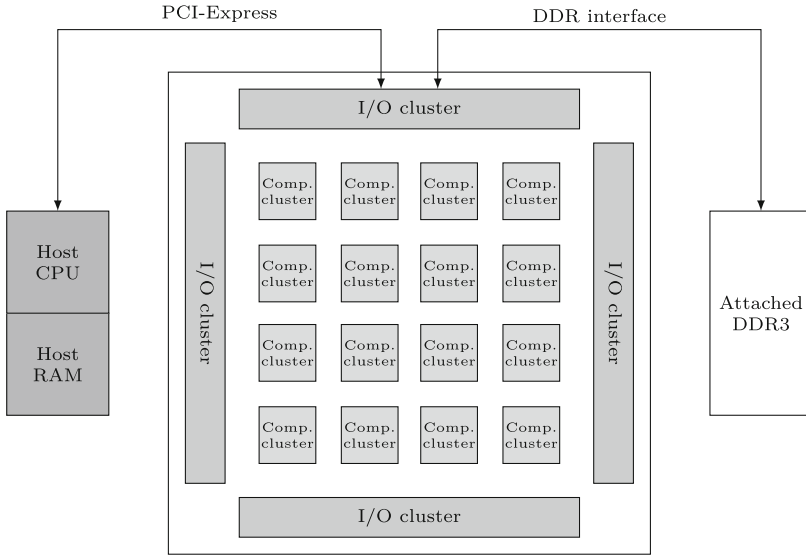 PCI-Express
DDR interface
I/O cluster
Comp.
cluster
Comp.
cluster
Comp.
cluster
Comp.
cluster
Host
CPU
I/O cluster
Comp.
cluster
Comp.
cluster
Comp.
cluster
Comp.
cluster
I/O cluster
Attached
DDR3
Host
RAM
Comp.
cluster
Comp.
cluster
Comp.
cluster
Comp.
cluster
Comp.
cluster
Comp.
cluster
Comp.
cluster
Comp.
cluster
I/O cluster